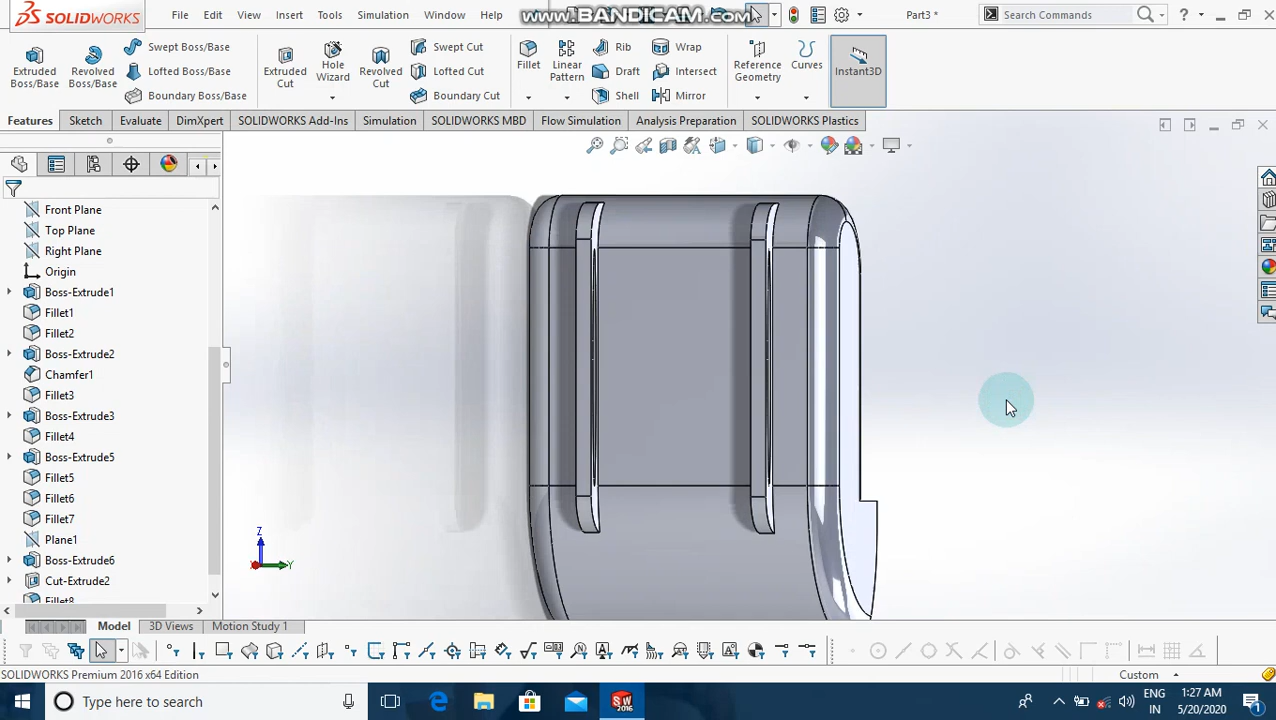 SOLIDWORKS
File Edit View Insert Tools Simulation Window Help
www.BANDICAM.com
Part3 *
Search Commands
?
Extruded Boss/Base
Revolved Boss/Base
Swept Boss/Base
Lofted Boss/Base
Boundary Boss/Base
Extruded Cut
Hole Wizard
Revolved Cut
Swept Cut
Lofted Cut
Boundary Cut
Fillet
Linear Pattern
Rib
Draft
Shell
Wrap
Intersect
Mirror
Reference Geometry
Curves
Instant3D
Features Sketch Evaluate DimXpert SOLIDWORKS Add-Ins Simulation SOLIDWORKS MBD Flow Simulation Analysis Preparation SOLIDWORKS Plastics
Front Plane
Top Plane
Right Plane
Origin
Boss-Extrude1
Fillet1
Fillet2
Boss-Extrude2
Chamfer1
Fillet3
Boss-Extrude3
Fillet4
Boss-Extrude5
Fillet5
Fillet6
Fillet7
Plane1
Boss-Extrude6
Cut-Extrude2
Fillet8
Z
Y
Model 3D Views Motion Study 1
SOLIDWORKS Premium 2016 x64 Edition
Custom
Type here to search
SW
2016
ENG
IN
1:27 AM
5/20/2020
1